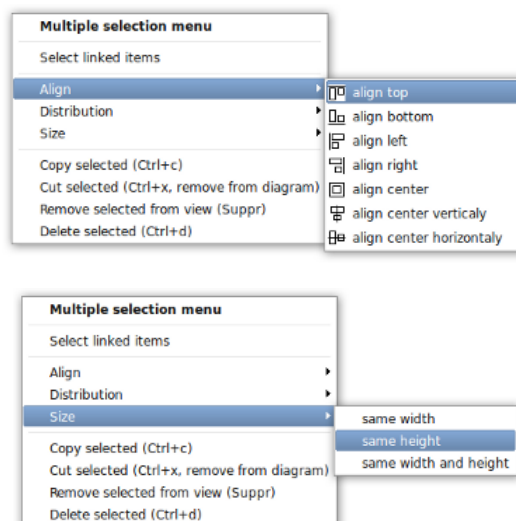 Multiple selection menu
Select linked items
Align
Distribution
Size
Copy selected (Ctrl+c)
Cut selected (Ctrl+x, remove from diagram)
Remove selected from view (Suppr)
Delete selected (Ctrl+d)
align top
align bottom
align left
align right
align center
align center verticaly
align center horizontaly
Multiple selection menu
Select linked items
Align
Distribution
Size
Copy selected (Ctrl+c)
Cut selected (Ctrl+x, remove from diagram)
Remove selected from view (Suppr)
Delete selected (Ctrl+d)
same width
same height
same width and height